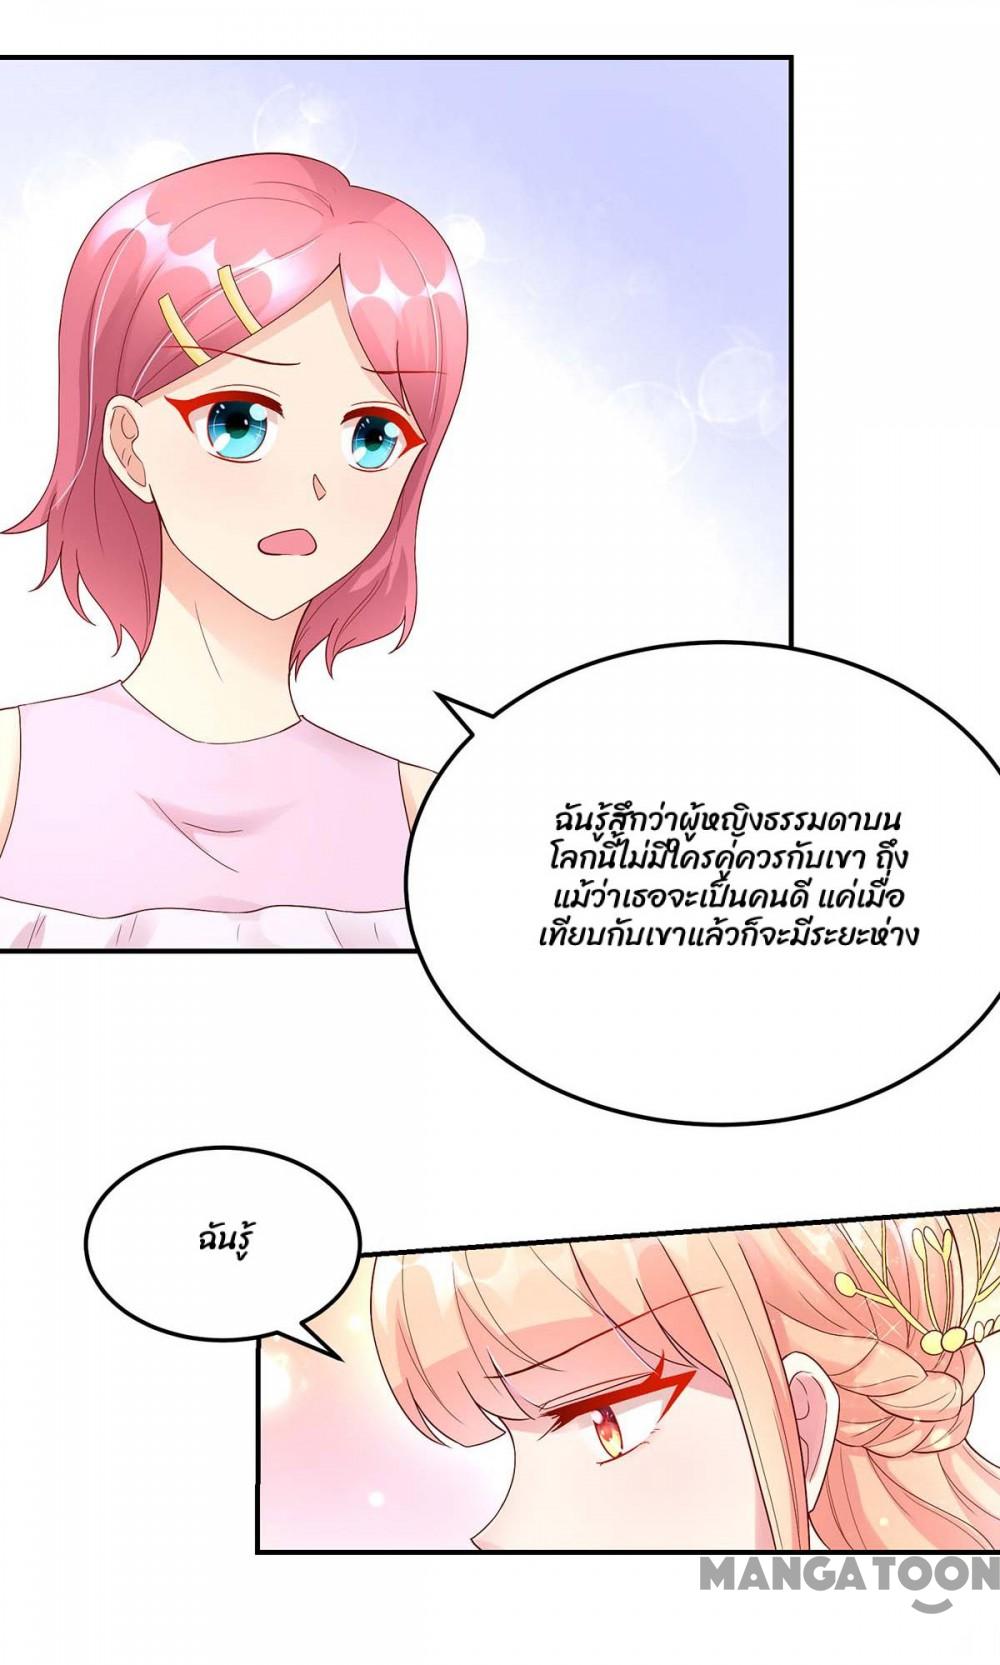 ฉันรู้สึกว่าผู้หญิงธรรมดาบน
โลกนี้ไม่มีใครคู่ควรกับเขา ถึง
แม้ว่าเธอจะเป็นคนดี แค่เมื่อ
เทียบกับเขาแล้วก็จะมีระยะห่าง
ฉันรู้
MANGATOON